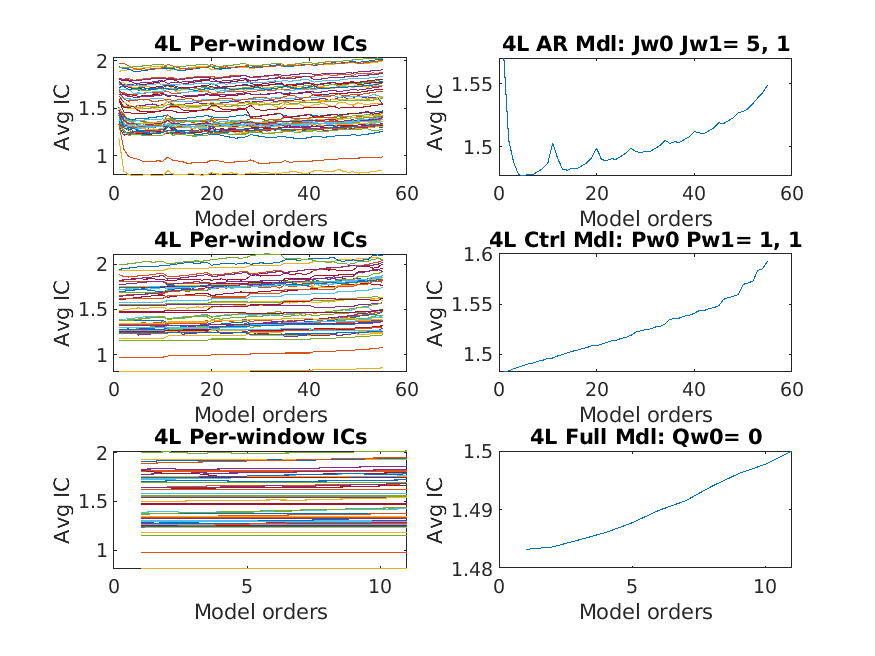 4L Per-window ICs
2
1.5
1
0 20 40 60
Avg IC
Model orders
4L AR Mdl: Jw0 Jw1= 5, 1
1.55
1.5
0 20 40 60
Avg IC
Model orders
4L Per-window ICs
2
1.5
1
0 20 40 60
Avg IC
Model orders
4L Ctrl Mdl: Pw0 Pw1= 1, 1
1.6
1.55
1.5
0 20 40 60
Avg IC
Model orders
4L Per-window ICs
2
1.5
1
0 5 10
Avg IC
Model orders
4L Full Mdl: Qw0= 0
1.5
1.49
1.48
0 5 10
Avg IC
Model orders